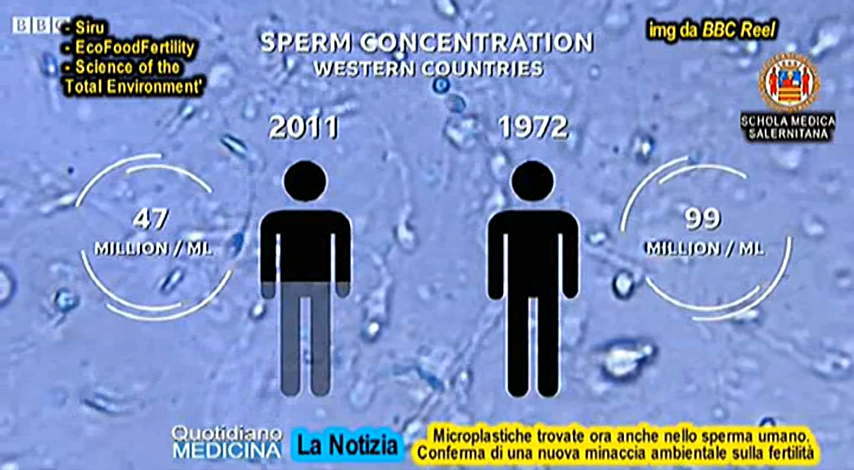 BBC
- Siru
- EcoFoodFertility
- Science of the
Total Environment'
SPERM CONCENTRATION
WESTERN COUNTRIES
img da BBC Reel
SCHOLA MEDICA
SALERNITANA
2011
1972
47
MILLION / ML
99
MILLION / ML
Quotidiano
MEDICINA
La Notizia
Microplastiche trovate ora anche nello sperma umano.
Conferma di una nuova minaccia ambientale sulla fertilità